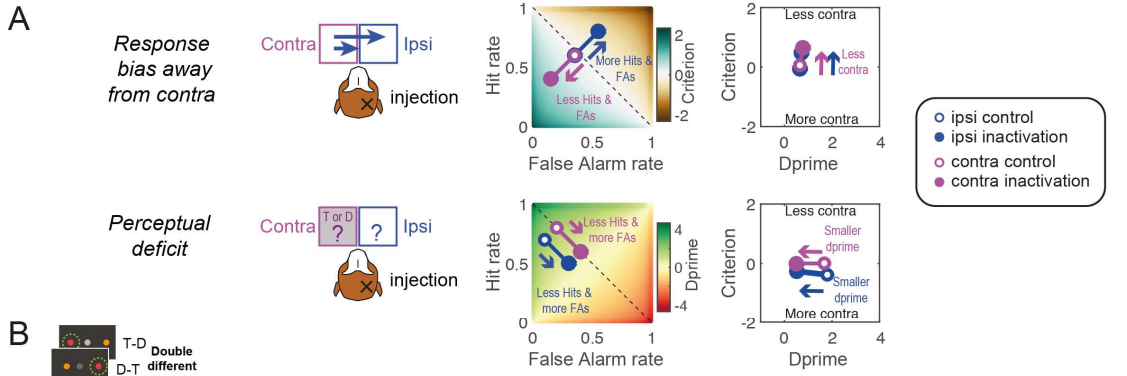 A
Response
bias away
from contra
Contra
Ipsi
injection
1
0.5
0
Hit rate
More Hits &
FAs
Less Hits &
FAs
0 0.5 1
False Alarm rate
2
0
-2
Criterion
2
0
-2
Criterion
Less contra
Less
contra
More contra
0 2 4
Dprime
ipsi control
ipsi inactivation
contra control
contra inactivation
Perceptual
deficit
Contra
T or D
?
?
Ipsi
injection
1
0.5
0
Hit rate
Less Hits &
more FAs
Less Hits &
more FAs
0 0.5 1
False Alarm rate
4
0
-4
Dprime
2
0
-2
Criterion
Less contra
Smaller
dprime
Smaller
dprime
More contra
0 2 4
Dprime
B
T-D
Double
different
D-T